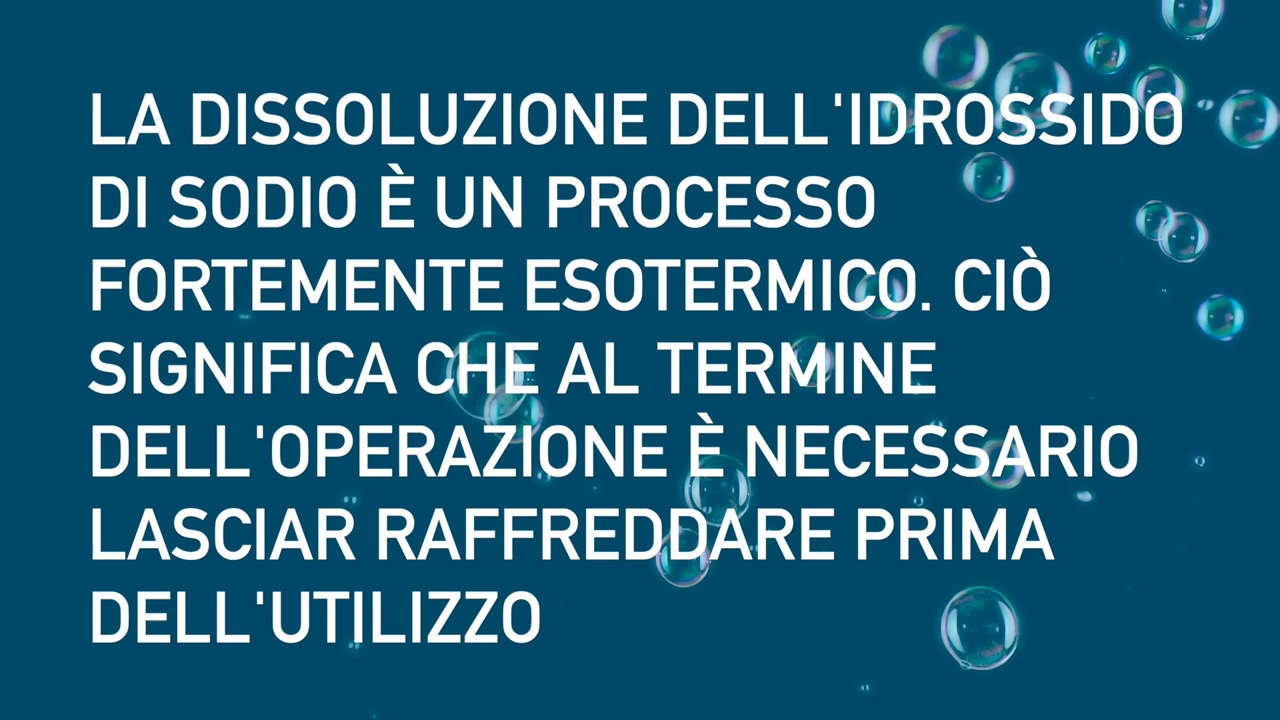 LA DISSOLUZIONE DELL'IDROSSIDO
DI SODIO È UN PROCESSO
FORTEMENTE ESOTERMICO. CIÒ
SIGNIFICA CHE AL TERMINE
DELL'OPERAZIONE È NECESSARIO
LASCIAR RAFFREDDARE PRIMA
DELL'UTILIZZO